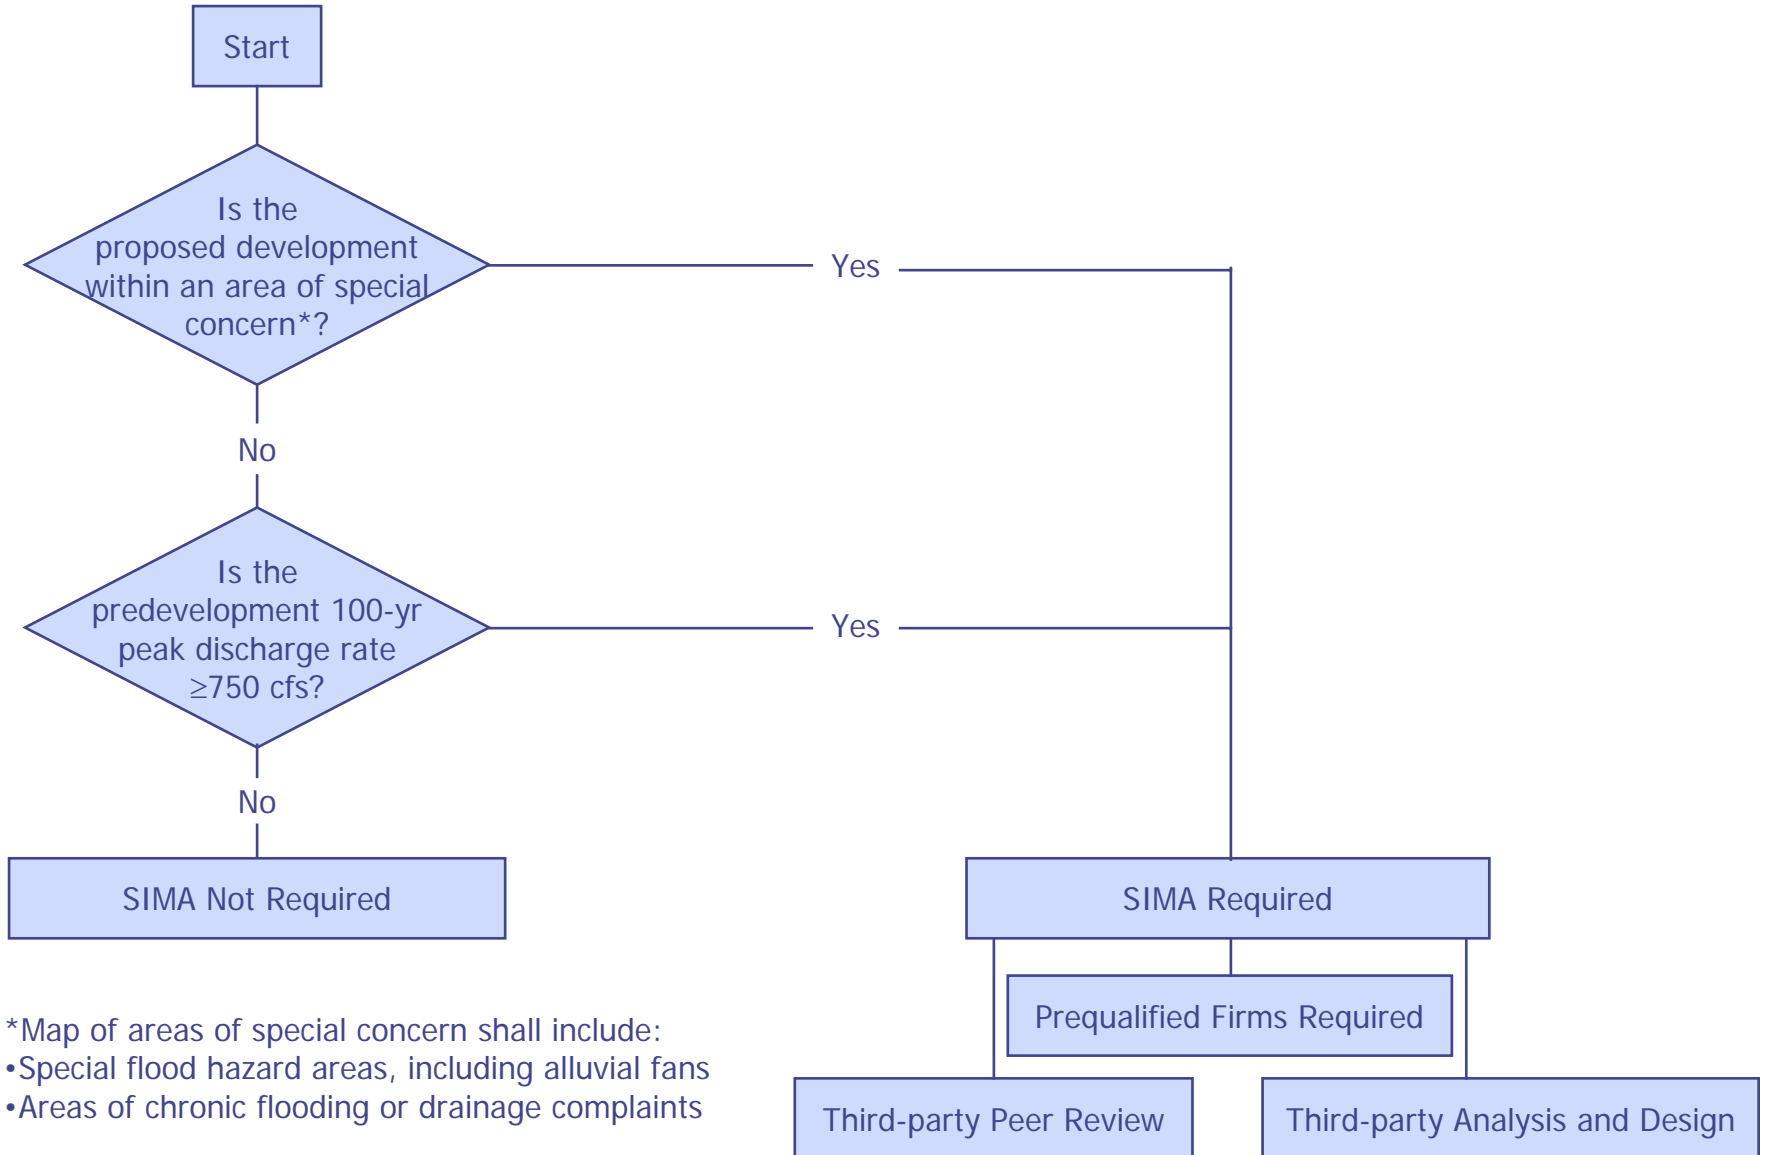 Start
Is the
proposed development
within an area of special
concern*?
Yes
No
Is the
predevelopment 100-yr
peak discharge rate
≥750 cfs?
Yes
No
SIMA Not Required
SIMA Required
Prequalified Firms Required
Third-party Peer Review
Third-party Analysis and Design
*Map of areas of special concern shall include:
•Special flood hazard areas, including alluvial fans
•Areas of chronic flooding or drainage complaints